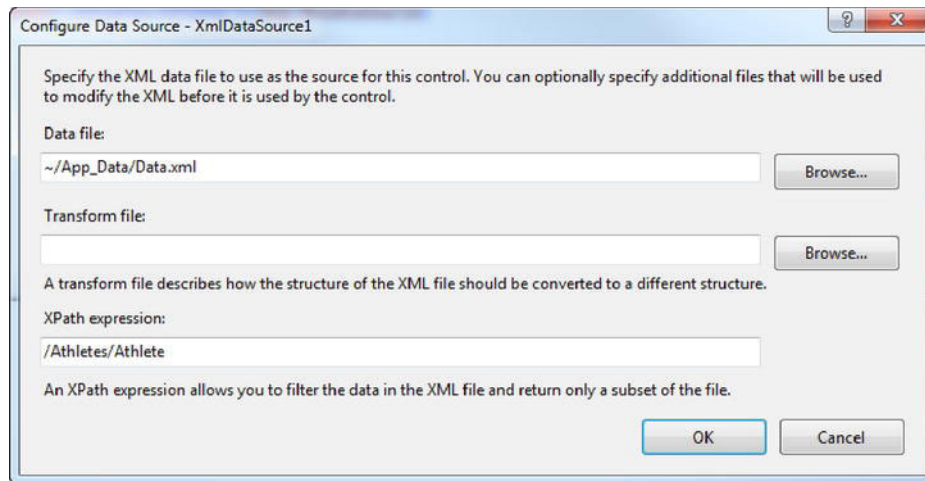 Configure Data Source - XmlDataSource1
Specify the XML data file to use as the source for this control. You can optionally specify additional files that will be used
to modify the XML before it is used by the control.
Data file:
~/App_Data/Data.xml
Browse...
Transform file:
Browse...
A transform file describes how the structure of the XML file should be converted to a different structure.
XPath expression:
/Athletes/Athlete
An XPath expression allows you to filter the data in the XML file and return only a subset of the file.
OK
Cancel